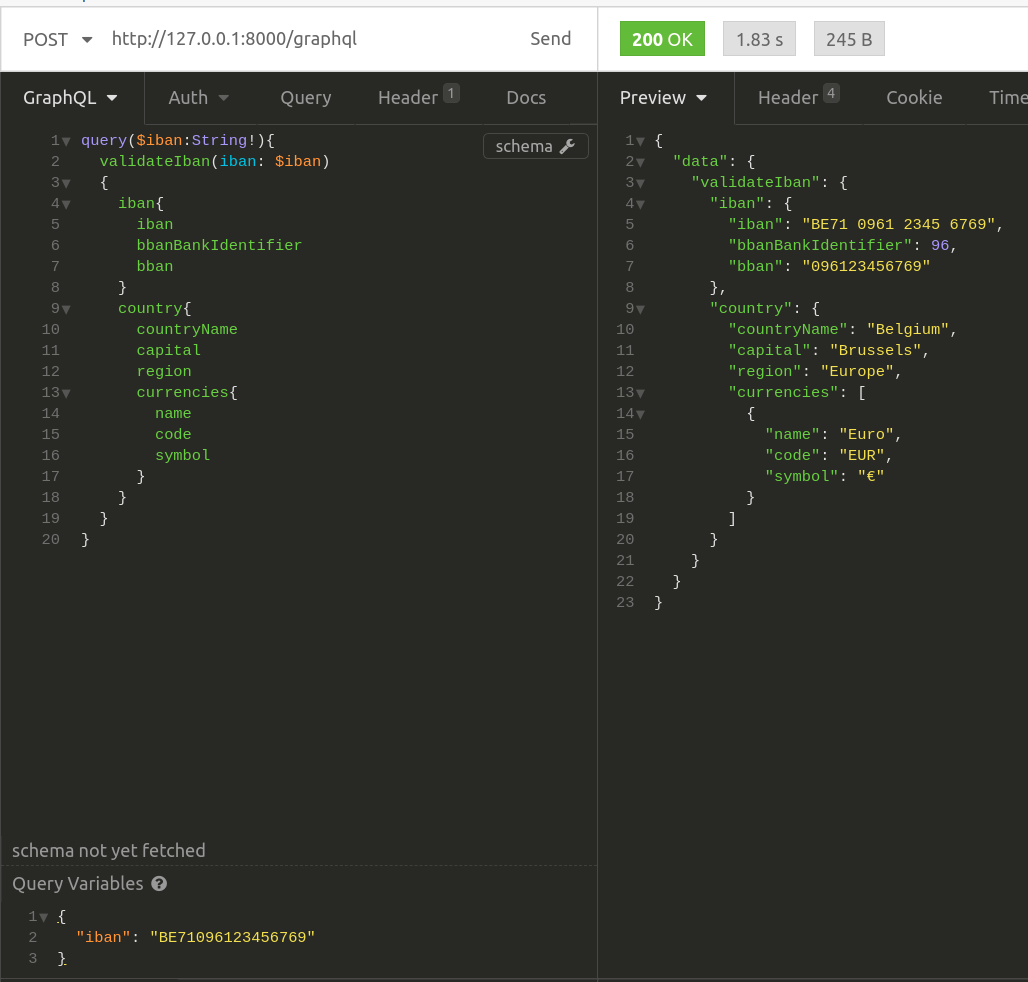 POST http://127.0.0.1:8000/graphql Send 200 OK 1.83 s 245 B
GraphQL Auth Query Header 1 Docs
schema
1 query($iban:String!){
2 validateIban(iban: $iban)
3 {
4 iban{
5 iban
6 bbanBankIdentifier
7 bban
8 }
9 country{
10 countryName
11 capital
12 region
13 currencies{
14 name
15 code
16 symbol
17 }
18 }
19 }
20 }
schema not yet fetched
Query Variables ?
1 {
2 "iban": "BE71096123456769"
3 }
Preview Header 4 Cookie Time
1 {
2 "data": {
3 "validateIban": {
4 "iban": {
5 "iban": "BE71 0961 2345 6769",
6 "bbanBankIdentifier": 96,
7 "bban": "096123456769"
8 },
9 "country": {
10 "countryName": "Belgium",
11 "capital": "Brussels",
12 "region": "Europe",
13 "currencies": [
14 {
15 "name": "Euro",
16 "code": "EUR",
17 "symbol": "€"
18 }
19 ]
20 }
21 }
22 }
23 }